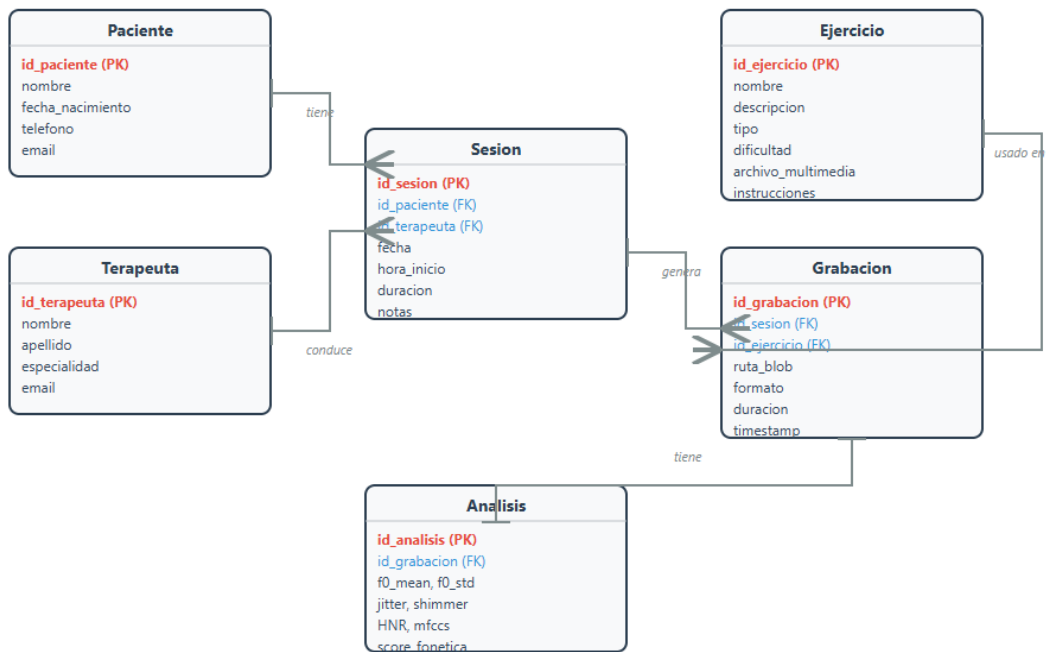 Paciente
id_paciente (PK)
nombre
fecha_nacimiento
telefono
email
tiene
Terapeuta
id_terapeuta (PK)
nombre
apellido
especialidad
email
conduce
Sesion
id_sesion (PK)
id_paciente (FK)
id_terapeuta (FK)
fecha
hora_inicio
duracion
notas
genera
Ejercicio
id_ejercicio (PK)
nombre
descripcion
tipo
dificultad
archivo_multimedia
instrucciones
usado en
Grabacion
id_grabacion (PK)
id_sesion (FK)
id_ejercicio (FK)
ruta_blob
formato
duracion
timestamp
tiene
Analisis
id_analisis (PK)
id_grabacion (FK)
f0_mean, f0_std
jitter, shimmer
HNR, mfccs
score_fonetica